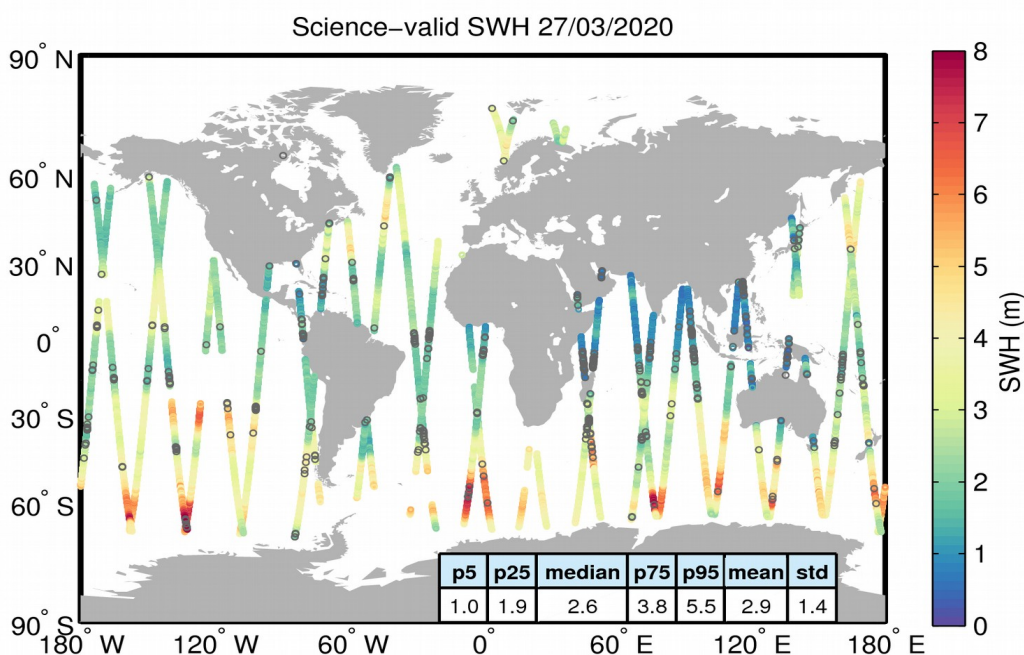 Science−valid SWH 27/03/2020
90° N
60° N
30° N
0°
30° S
60° S
90° S
180° W
120° W
60° W
0°
60° E
120° E
180° E
p5 p25 median p75 p95 mean std
1.0 1.9 2.6 3.8 5.5 2.9 1.4
8
7
6
5
4
3
2
1
0
SWH (m)